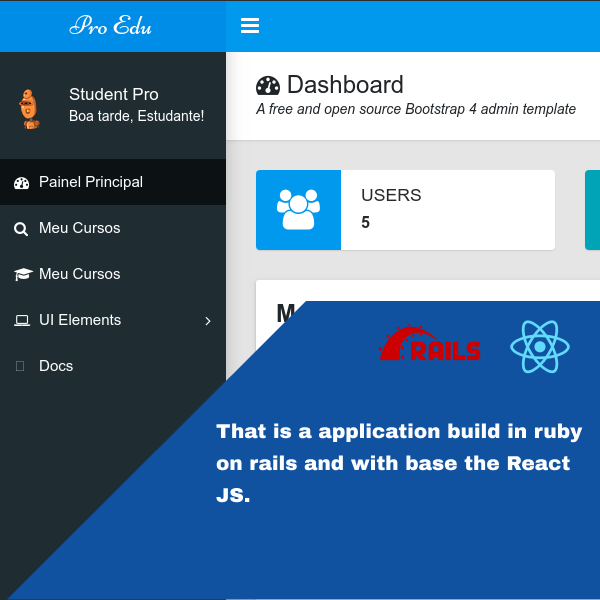 Pro Edu
Student Pro
Boa tarde, Estudante!
Painel Principal
Meu Cursos
Meu Cursos
UI Elements
Docs
Dashboard
A free and open source Bootstrap 4 admin template
USERS
5
RAILS
That is a application build in ruby
on rails and with base the React
JS.